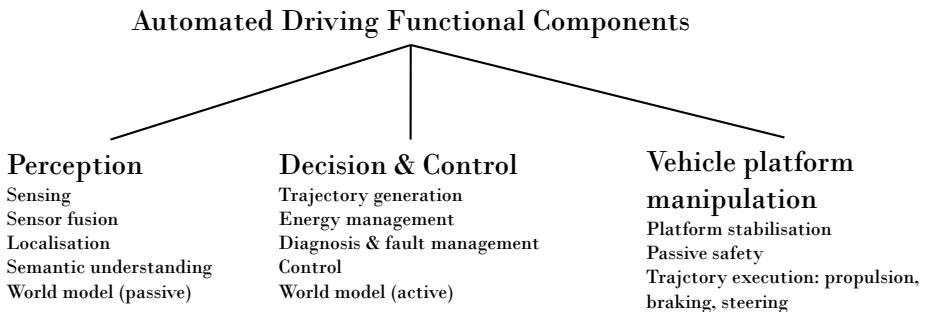 Automated Driving Functional Components
Perception
Sensing
Sensor fusion
Localisation
Semantic understanding
World model (passive)
Decision & Control
Trajectory generation
Energy management
Diagnosis & fault management
Control
World model (active)
Vehicle platform
manipulation
Platform stabilisation
Passive safety
Trajctory execution: propulsion,
braking, steering